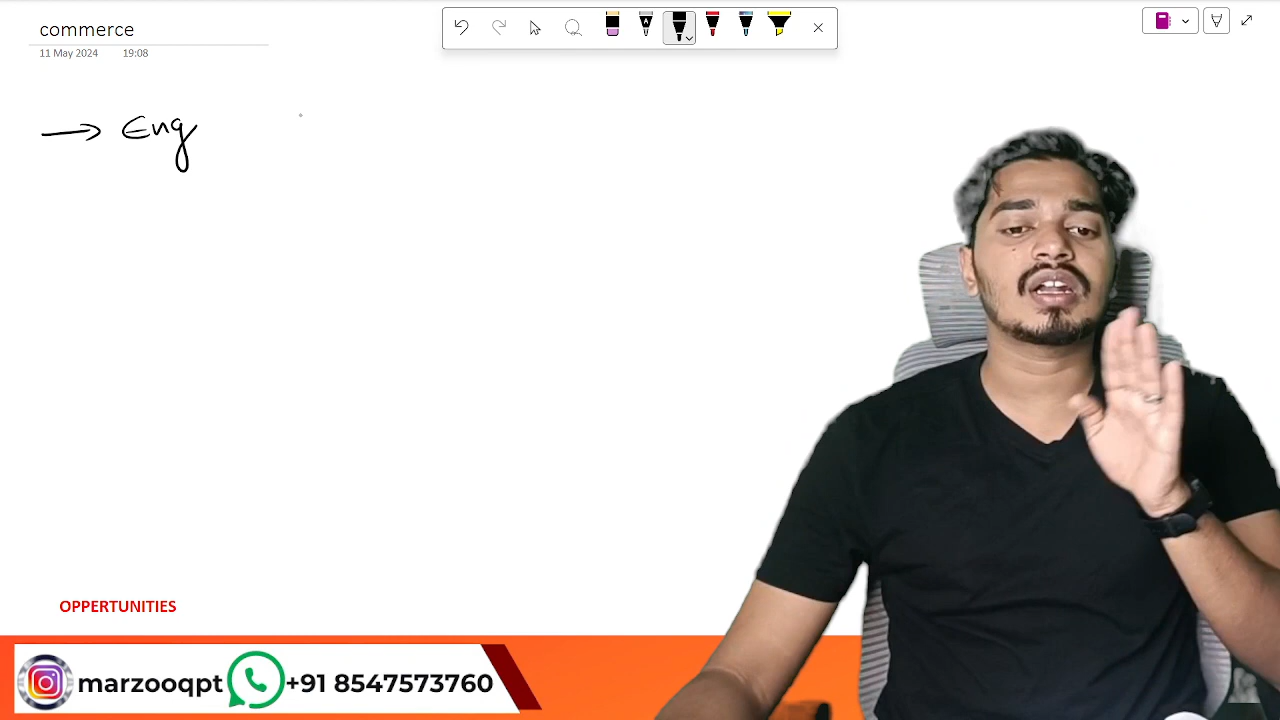 commerce
11 May 2024 19:08
→ Eng
OPPERTUNITIES
marzooqpt +91 8547573760